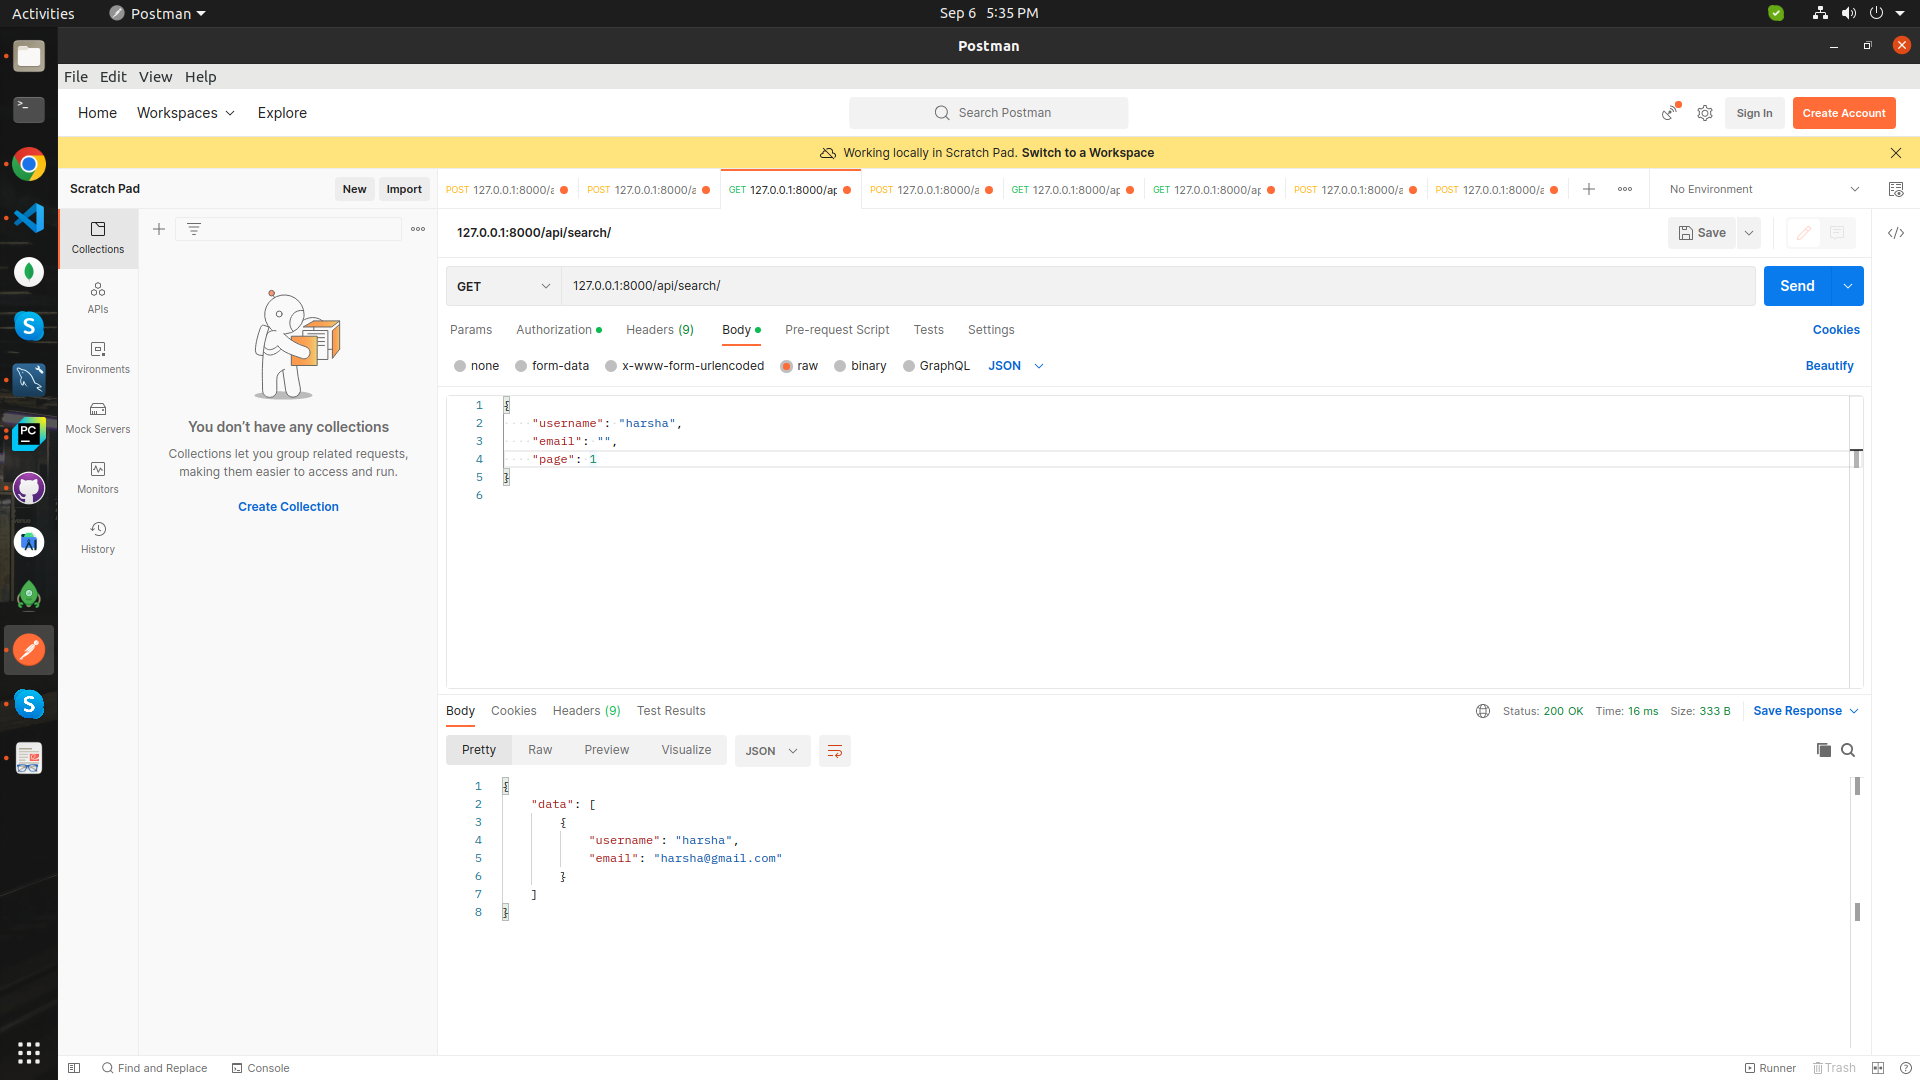 Activities
Postman
Sep 6 5:35 PM
Postman
File Edit View Help
Home Workspaces Explore
Search Postman
Sign In
Create Account
Working locally in Scratch Pad. Switch to a Workspace
Scratch Pad
New
Import
POST 127.0.0.1:8000/a
POST 127.0.0.1:8000/a
GET 127.0.0.1:8000/ap
POST 127.0.0.1:8000/a
GET 127.0.0.1:8000/ap
GET 127.0.0.1:8000/ap
POST 127.0.0.1:8000/a
POST 127.0.0.1:8000/a
No Environment
Collections
APIs
Environments
Mock Servers
Monitors
History
You don’t have any collections
Collections let you group related requests,
making them easier to access and run.
Create Collection
127.0.0.1:8000/api/search/
Save
GET
127.0.0.1:8000/api/search/
Send
Params Authorization Headers (9) Body Pre-request Script Tests Settings
Cookies
none form-data x-www-form-urlencoded raw binary GraphQL JSON
Beautify
1 {
2 "username": "harsha",
3 "email": "",
4 "page": 1
5 }
6
Body Cookies Headers (9) Test Results
Status: 200 OK Time: 16 ms Size: 333 B
Save Response
Pretty Raw Preview Visualize JSON
1 {
2 "data": [
3 {
4 "username": "harsha",
5 "email": "harsha@gmail.com"
6 }
7 ]
8 }
Find and Replace
Console
Runner
Trash